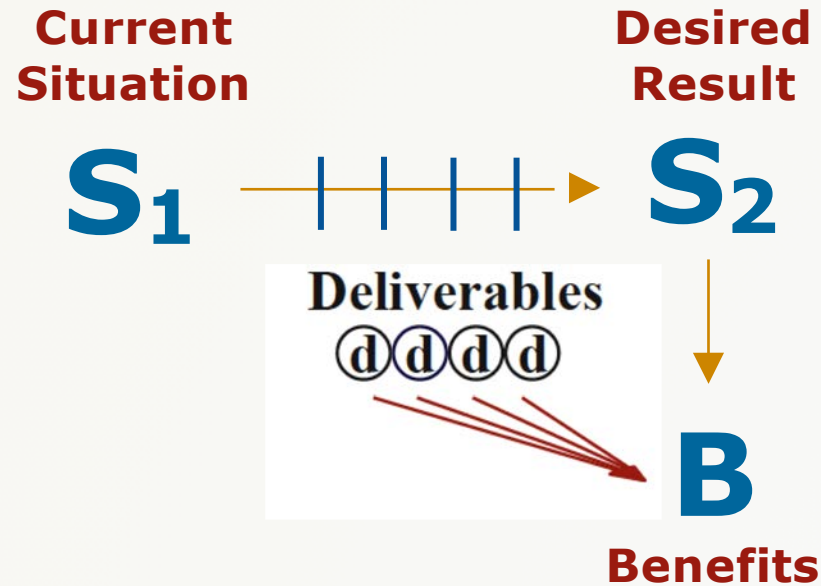 Current
Situation
Desired
Result
S1
S2
Deliverables
d d d d
B
Benefits